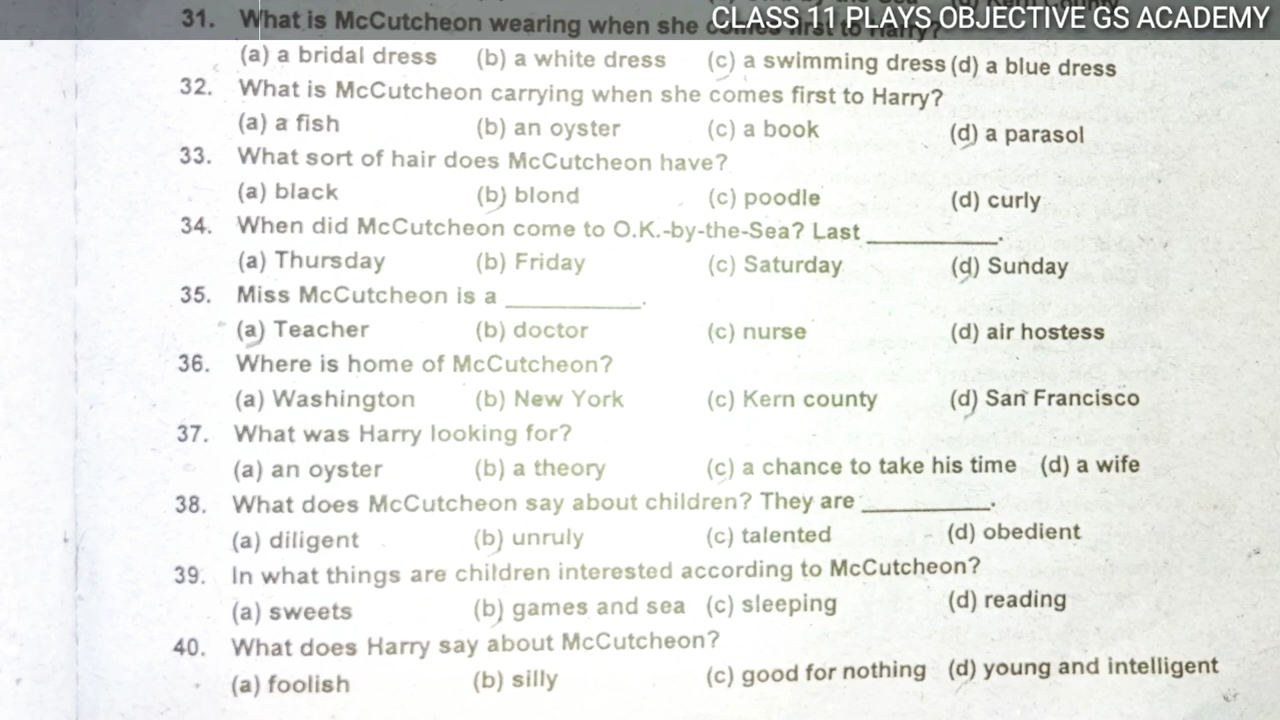 CLASS 11 PLAYS OBJECTIVE GS ACADEMY
31. What is McCutcheon wearing when she comes first to Harry?
(a) a bridal dress (b) a white dress (c) a swimming dress (d) a blue dress
32. What is McCutcheon carrying when she comes first to Harry?
(a) a fish (b) an oyster (c) a book (d) a parasol
33. What sort of hair does McCutcheon have?
(a) black (b) blond (c) poodle (d) curly
34. When did McCutcheon come to O.K.-by-the-Sea? Last __________.
(a) Thursday (b) Friday (c) Saturday (d) Sunday
35. Miss McCutcheon is a __________.
(a) Teacher (b) doctor (c) nurse (d) air hostess
36. Where is home of McCutcheon?
(a) Washington (b) New York (c) Kern county (d) San Francisco
37. What was Harry looking for?
(a) an oyster (b) a theory (c) a chance to take his time (d) a wife
38. What does McCutcheon say about children? They are __________.
(a) diligent (b) unruly (c) talented (d) obedient
39. In what things are children interested according to McCutcheon?
(a) sweets (b) games and sea (c) sleeping (d) reading
40. What does Harry say about McCutcheon?
(a) foolish (b) silly (c) good for nothing (d) young and intelligent